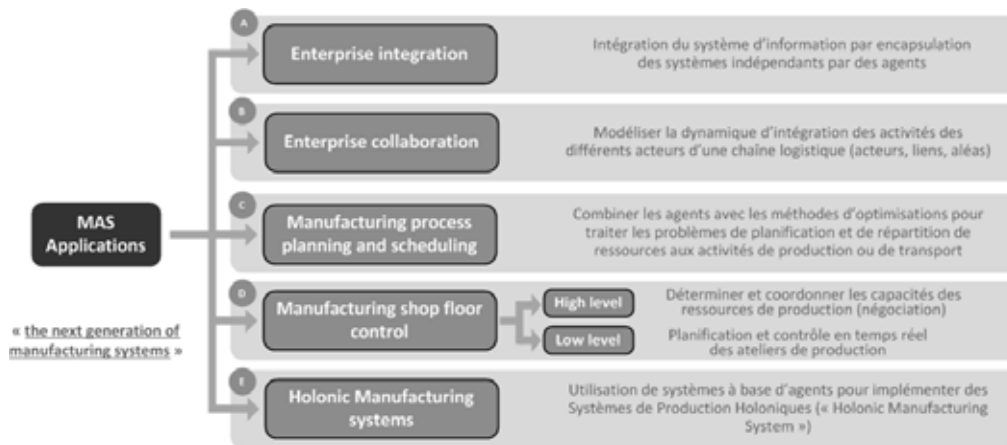 A
Enterprise integration
Intégration du système d'information par encapsulation
des systèmes indépendants par des agents
B
Enterprise collaboration
Modéliser la dynamique d'intégration des activités des
différents acteurs d'une chaîne logistique (acteurs, liens, aléas)
MAS
Applications
C
Manufacturing process
planning and scheduling
Combiner les agents avec les méthodes d'optimisations pour
traiter les problèmes de planification et de répartition de
ressources aux activités de production ou de transport
« the next generation of
manufacturing systems »
D
Manufacturing shop floor
control
High level
Déterminer et coordonner les capacités des
ressources de production (négociation)
Low level
Planification et contrôle en temps réel
des ateliers de production
E
Holonic Manufacturing
systems
Utilisation de systèmes à base d'agents pour implémenter des
Systèmes de Production Holoniques (« Holonic Manufacturing
System »)